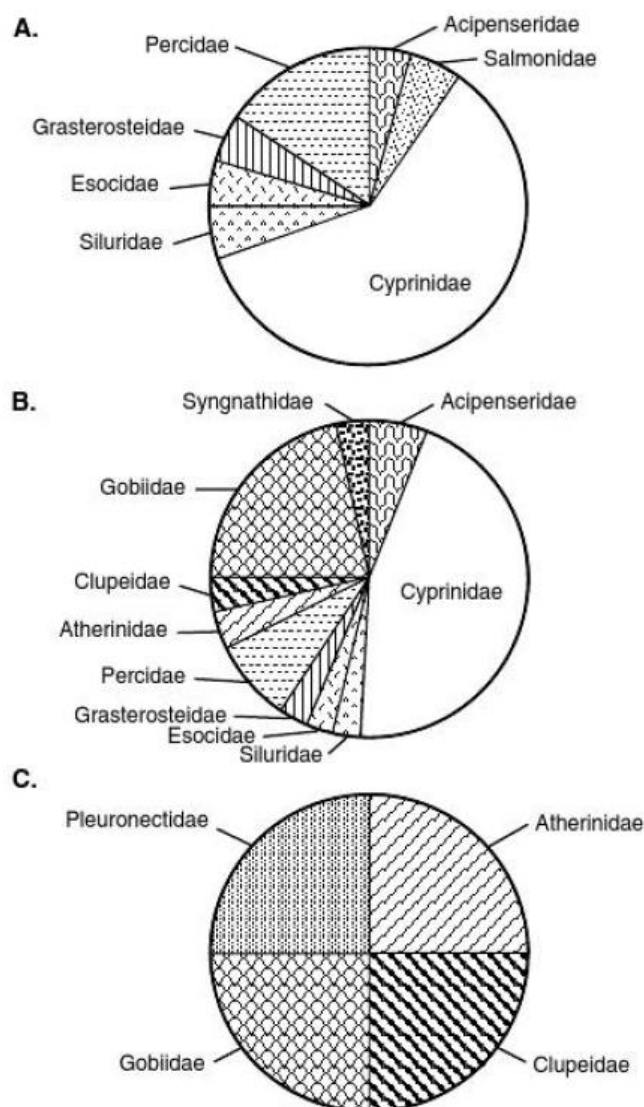 A.
Acipenseridae
Percidae
Salmonidae
Grasterosteidae
Esocidae
Siluridae
Cyprinidae
B.
Syngnathidae
Acipenseridae
Gobiidae
Clupeidae
Cyprinidae
Atherinidae
Percidae
Grasterosteidae
Esocidae
Siluridae
C.
Pleuronectidae
Atherinidae
Gobiidae
Clupeidae